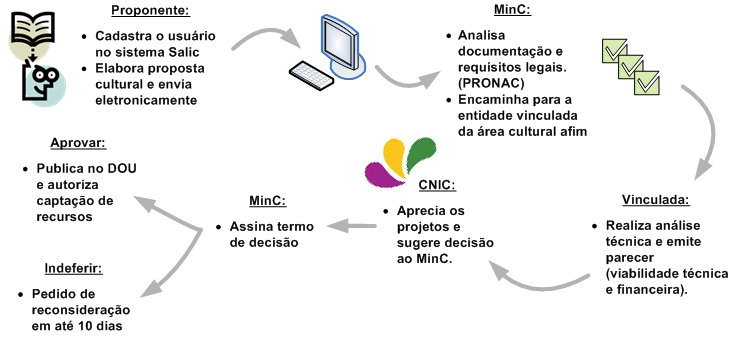 Proponente:
• Cadastra o usuário
no sistema Salic
• Elabora proposta
cultural e envia
eletronicamente
MinC:
• Analisa
documentação e
requisitos legais.
(PRONAC)
• Encaminha para a
entidade vinculada
da área cultural afim
Vinculada:
• Realiza análise
técnica e emite
parecer
(viabilidade técnica
e financeira).
CNIC:
• Aprecia os
projetos e
sugere decisão
ao MinC.
MinC:
• Assina termo
de decisão
Aprovar:
• Publica no DOU
e autoriza
captação de
recursos
Indeferir:
• Pedido de
reconsideração
em até 10 dias